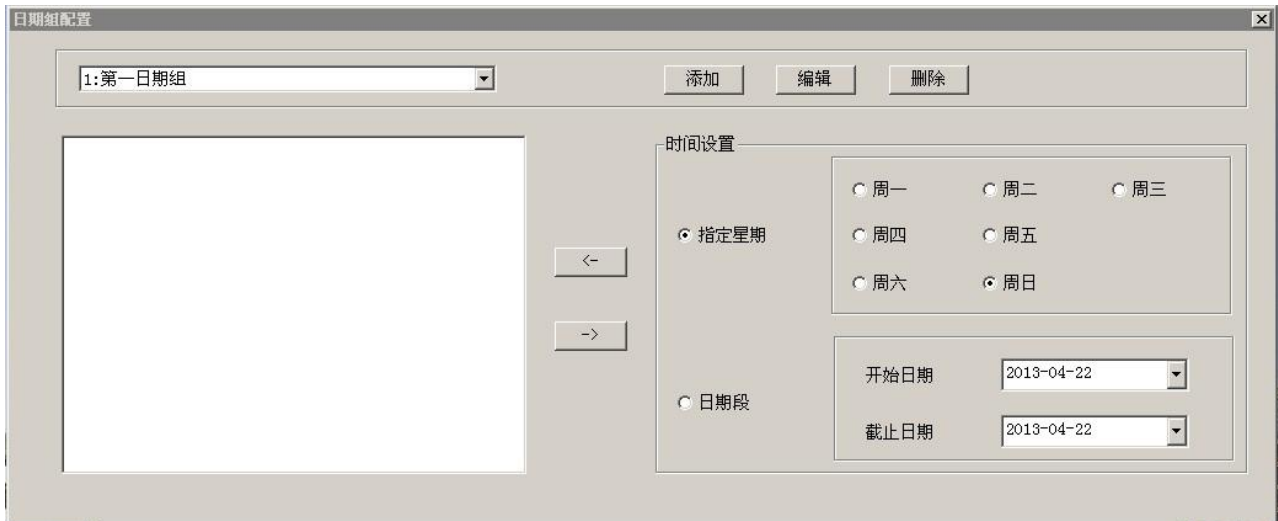 日期组配置
1:第一日期组
添加 编辑 删除
时间设置
周一 周二 周三
指定星期
周四 周五
<-
周六 周日
->
开始日期 2013-04-22
日期段
截止日期 2013-04-22